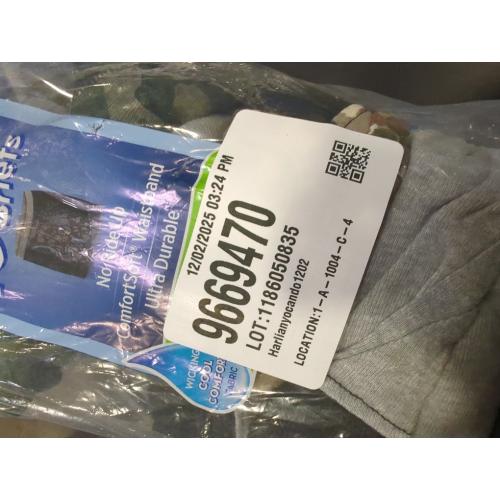 12/02/2025 03:24 PM
9669470
LOT:1186050835
Harlianyocando1202
LOCATION:1-A-1004-C-4
No Ride Up
ComfortSoft® Waistband
Ultra Durable
WICKING
COOL
COMFORT
FABRIC